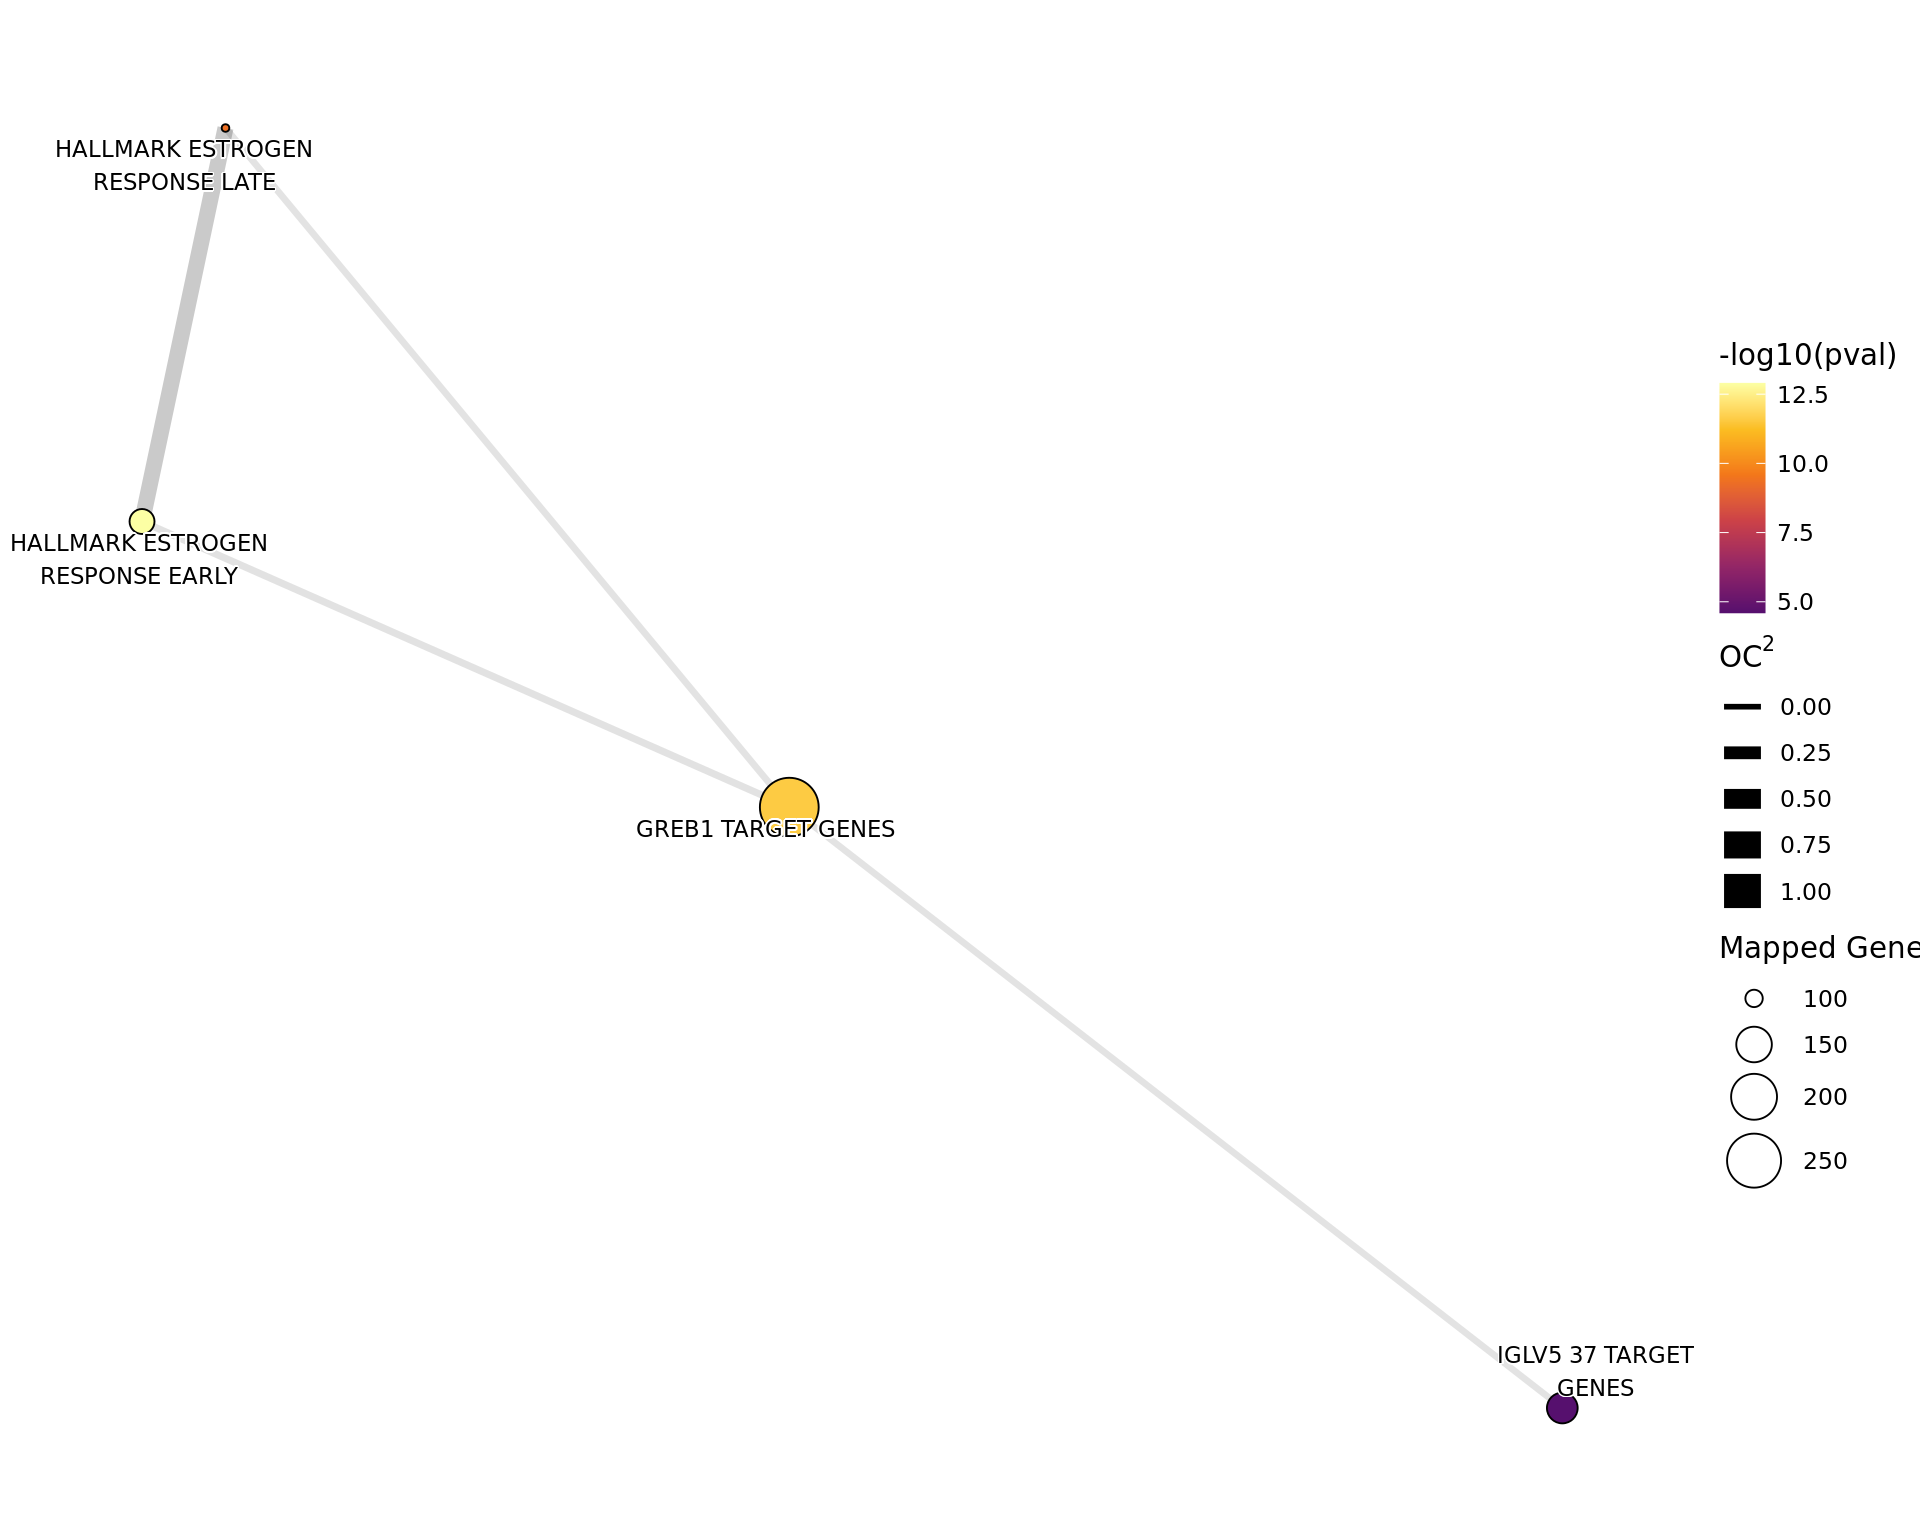 HALLMARK ESTROGEN
RESPONSE LATE
HALLMARK ESTROGEN
RESPONSE EARLY
GREB1 TARGET GENES
IGLV5 37 TARGET
GENES
-log10(pval)
12.5
10.0
7.5
5.0
OC²
0.00
0.25
0.50
0.75
1.00
Mapped Gene
100
150
200
250